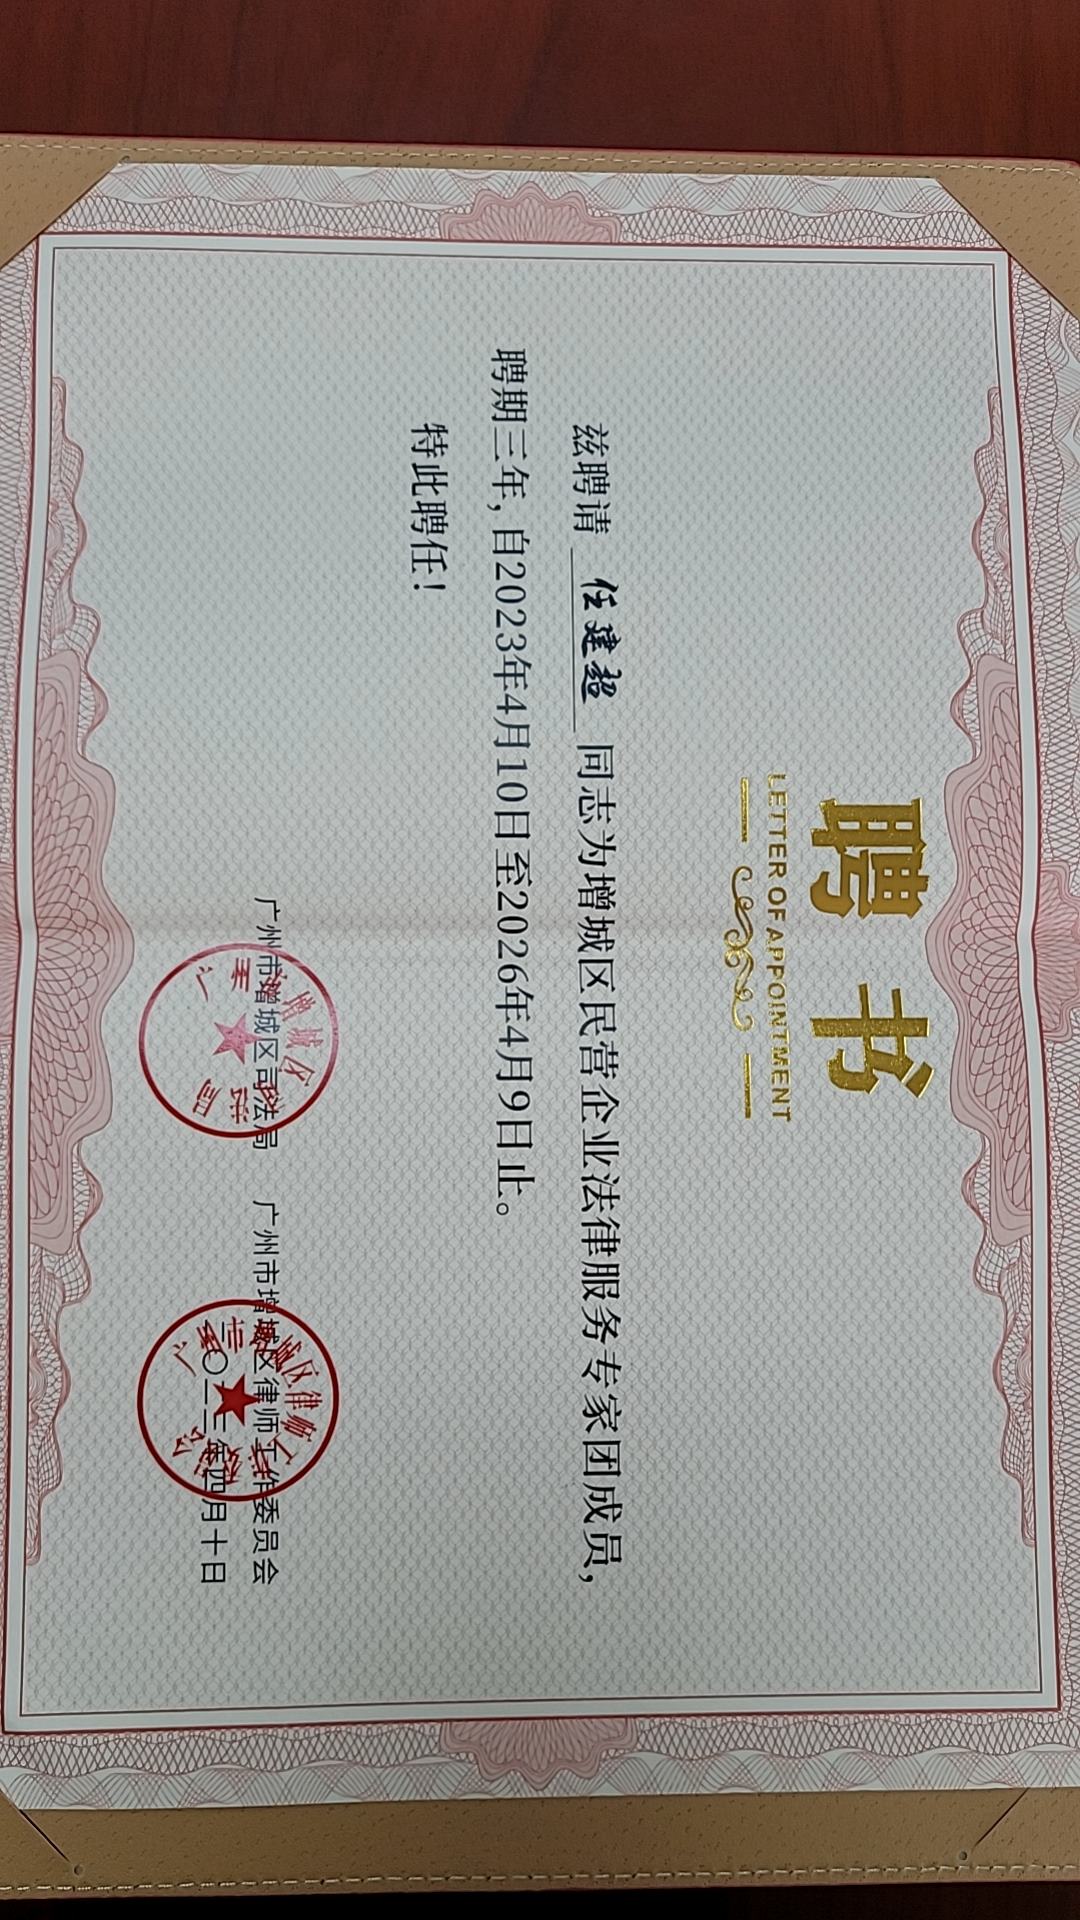 聘书
LETTER OF APPOINTMENT
兹聘请 任建超 同志为增城区民营企业法律服务专家团成员,
聘期三年,自2023年4月10日至2026年4月9日止。
特此聘任!
广州市增城区司法局 广州市增城区律师工作委员会
二〇二三年四月十日